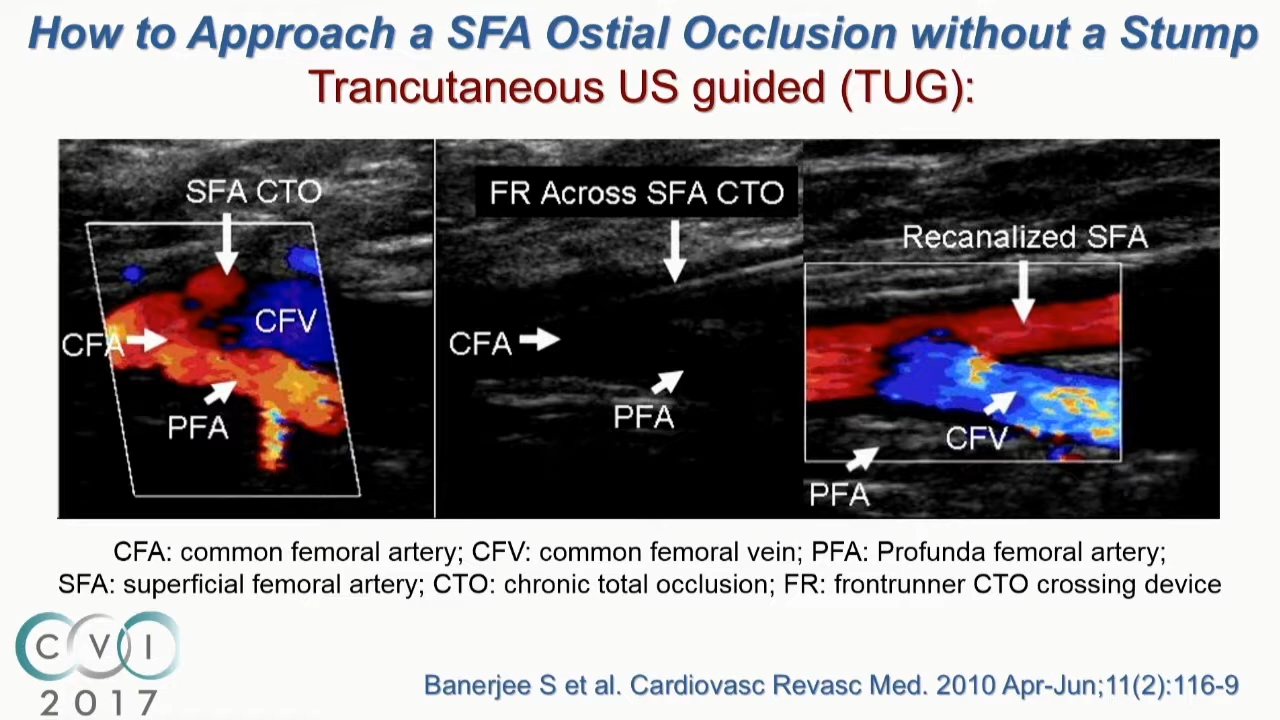 How to Approach a SFA Ostial Occlusion without a Stump
Trancutaneous US guided (TUG):
SFA CTO
CFV
CFA
PFA
FR Across SFA CTO
CFA
PFA
Recanalized SFA
CFV
PFA
CFA: common femoral artery; CFV: common femoral vein; PFA: Profunda femoral artery;
SFA: superficial femoral artery; CTO: chronic total occlusion; FR: frontrunner CTO crossing device
CVI
2017
Banerjee S et al. Cardiovasc Revasc Med. 2010 Apr-Jun;11(2):116-9